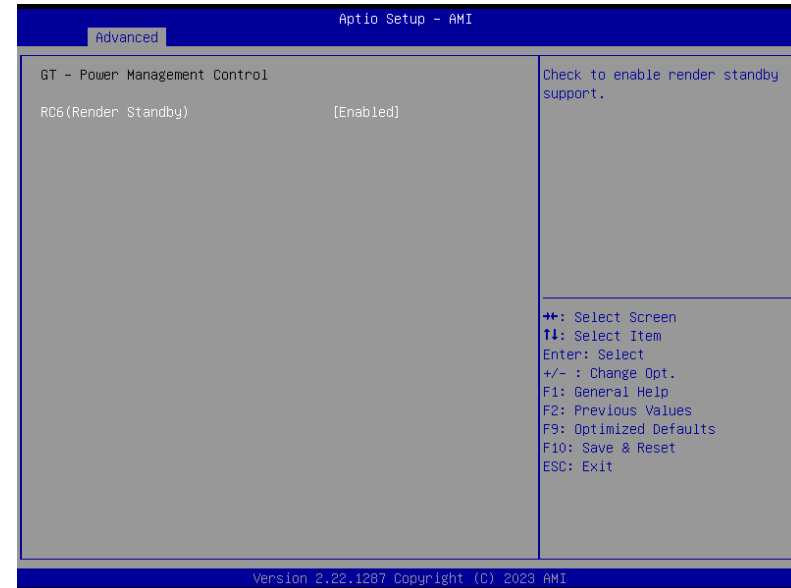 Aptio Setup – AMI
Advanced
GT – Power Management Control
RC6(Render Standby) [Enabled]
Check to enable render standby
support.
→←: Select Screen
↑↓: Select Item
Enter: Select
+/- : Change Opt.
F1: General Help
F2: Previous Values
F9: Optimized Defaults
F10: Save & Reset
ESC: Exit
Version 2.22.1287 Copyright (C) 2023 AMI